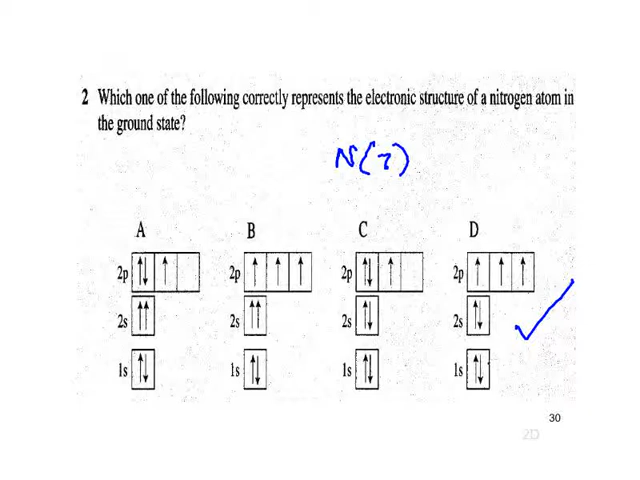 2 Which one of the following correctly represents the electronic structure of a nitrogen atom in
the ground state?
N(7)
A B C D
2p ↑↓ ↑ 2p ↑ ↑ ↑ 2p ↑↓ ↑ 2p ↑ ↑ ↑
2s ↑↑ 2s ↑↑ 2s ↑↓ 2s ↑↓
1s ↑↓ 1s ↑↓ 1s ↑↓ 1s ↑↓
30
2D